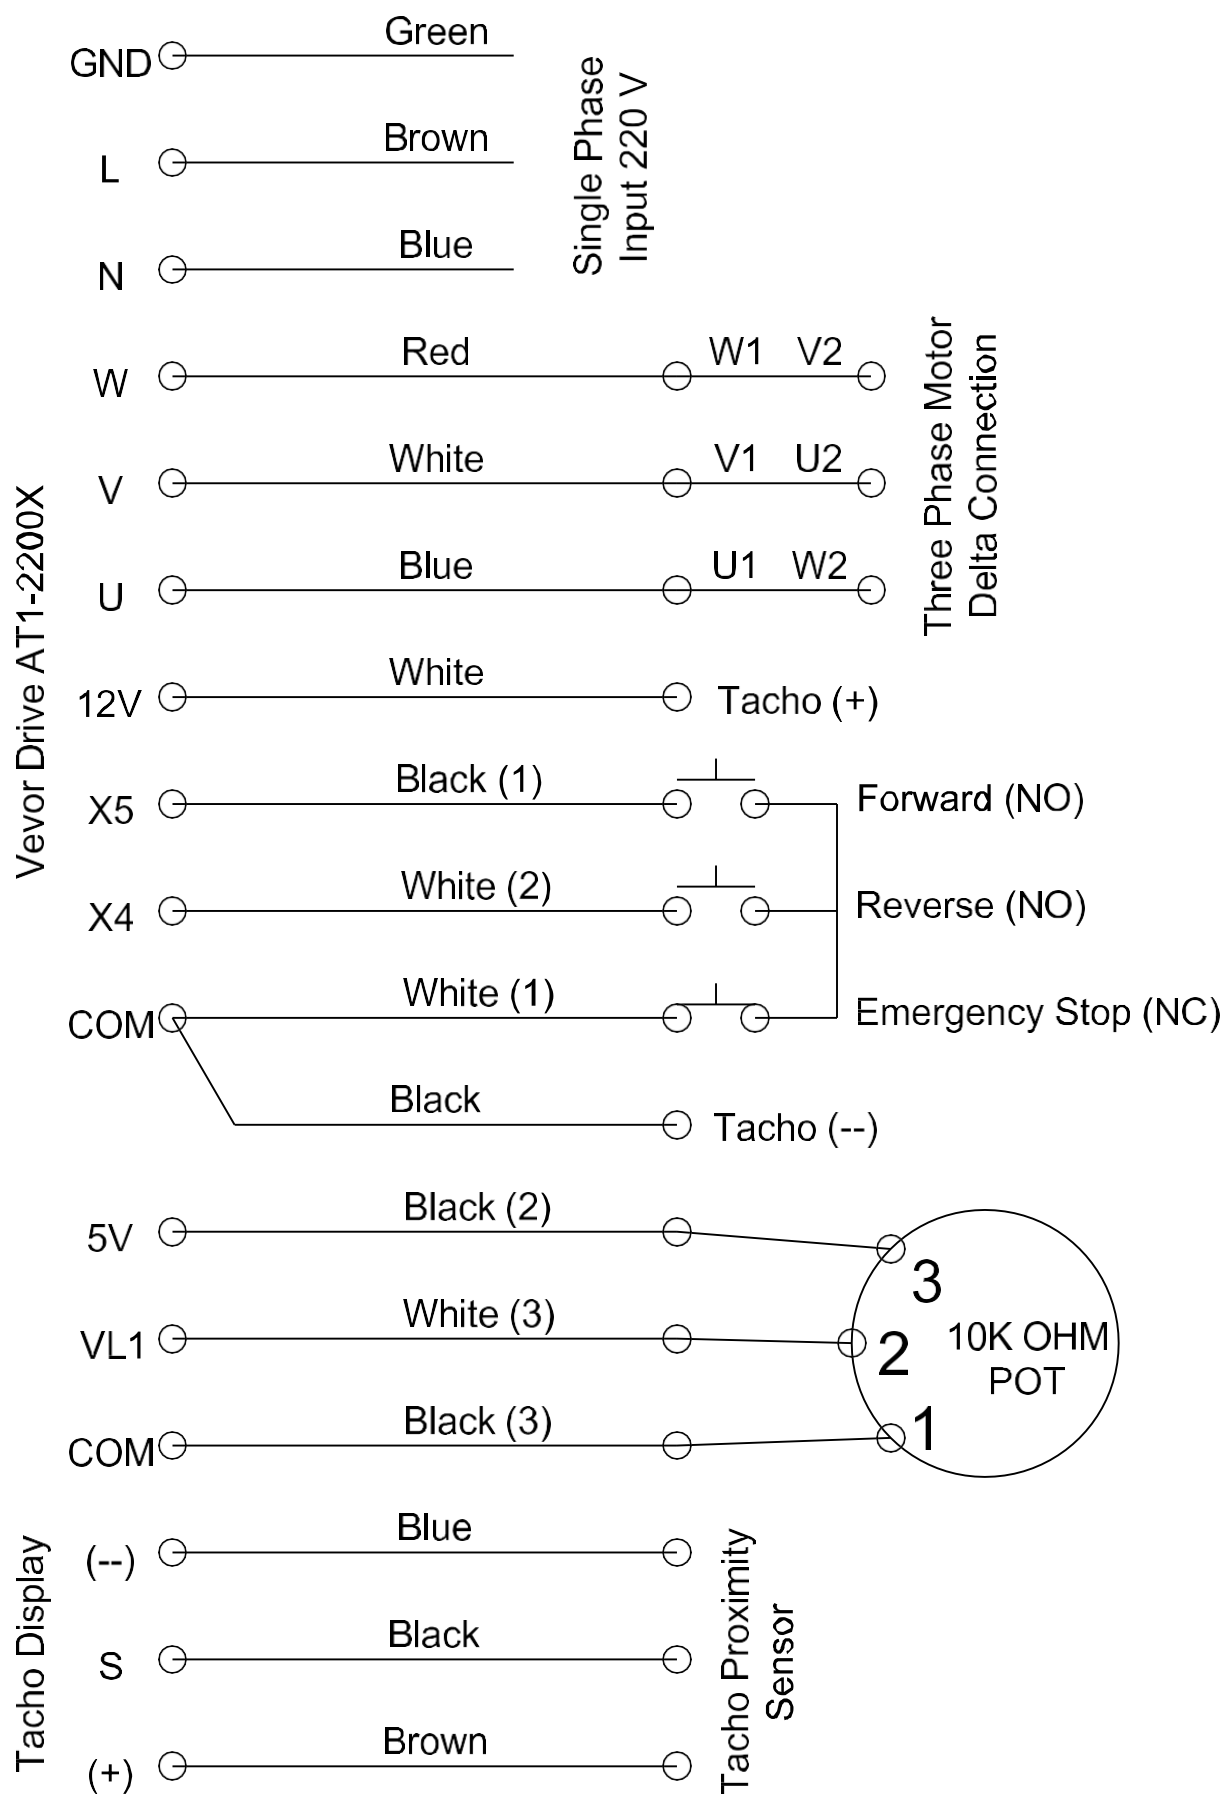 GND Green
L Brown
N Blue
Single Phase
Input 220 V
Vevor Drive AT1-2200X
W Red W1 V2
V White V1 U2
U Blue U1 W2
Three Phase Motor
Delta Connection
12V White Tacho (+)
X5 Black (1) Forward (NO)
X4 White (2) Reverse (NO)
COM White (1) Emergency Stop (NC)
Black Tacho (--)
5V Black (2) 3
VL1 White (3) 2
COM Black (3) 1
10K OHM
POT
Tacho Display
(--) Blue
S Black
(+) Brown
Tacho Proximity
Sensor